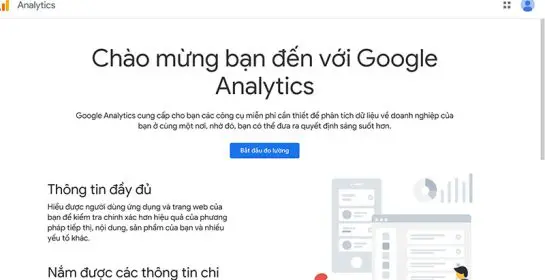 Analytics
Chào mừng bạn đến với Google
Analytics
Google Analytics cung cấp cho bạn các công cụ miễn phí cần thiết để phân tích dữ liệu về doanh nghiệp của
bạn ở cùng một nơi, nhờ đó, bạn có thể đưa ra quyết định sáng suốt hơn.
Bắt đầu đo lường
Thông tin đầy đủ
Hiểu được người dùng ứng dụng và trang web của
bạn để kiểm tra chính xác hơn hiệu quả của phương
pháp tiếp thị, nội dung, sản phẩm của bạn và nhiều
yếu tố khác.
Nắm được các thông tin chi